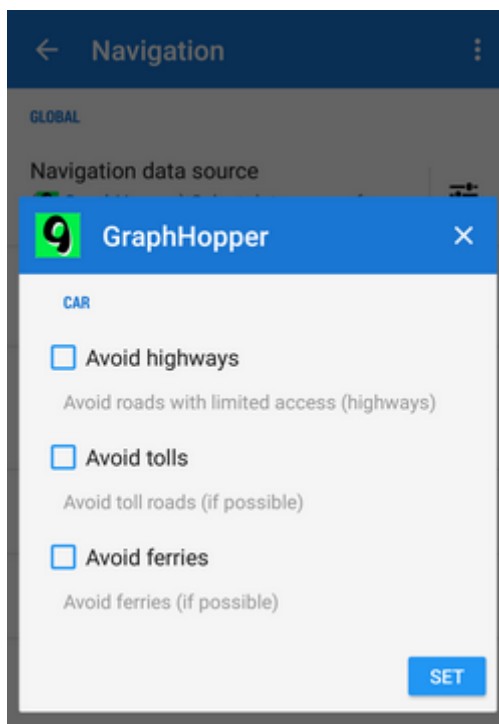 Navigation
GLOBAL
Navigation data source
GraphHopper
CAR
Avoid highways
Avoid roads with limited access (highways)
Avoid tolls
Avoid toll roads (if possible)
Avoid ferries
Avoid ferries (if possible)
SET